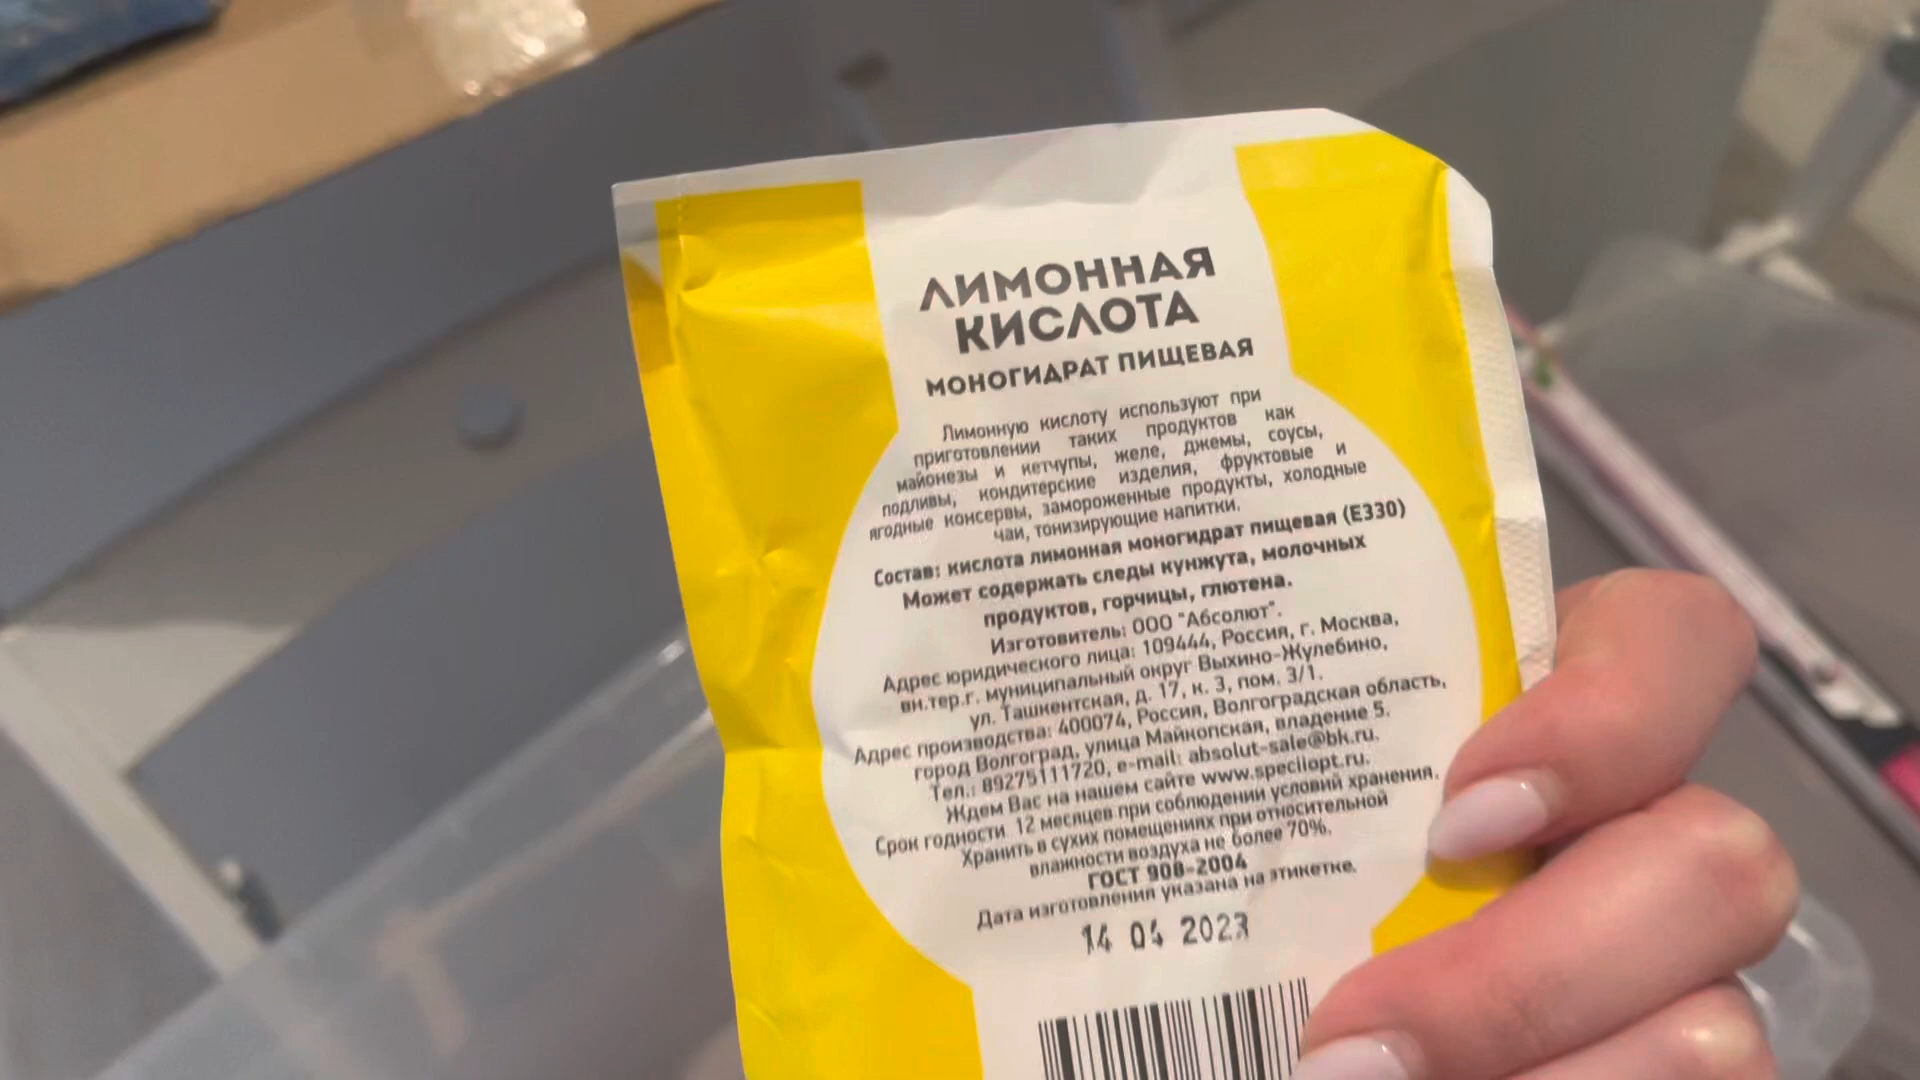 ЛИМОННАЯ
КИСЛОТА
МОНОГИДРАТ ПИЩЕВАЯ
Лимонную кислоту используют при
приготовлении таких продуктов как
майонезы и кетчупы, желе, джемы, соусы,
подливы, кондитерские изделия, фруктовые и
ягодные консервы, замороженные продукты, холодные
чаи, тонизирующие напитки.
Состав: кислота лимонная моногидрат пищевая (Е330)
Может содержать следы кунжута, молочных
продуктов, горчицы, глютена.
Изготовитель: ООО "Абсолют".
Адрес юридического лица: 109444, Россия, г. Москва,
вн.тер.г. муниципальный округ Выхино-Жулебино,
ул. Ташкентская, д. 17, к. 3, пом. 3/1.
Адрес производства: 400074, Россия, Волгоградская область,
город Волгоград, улица Майкопская, владение 5.
Тел.: 89275111720, e-mail: absolut-sale@bk.ru.
Ждем Вас на нашем сайте www.specilopt.ru.
Срок годности 12 месяцев при соблюдении условий хранения.
Хранить в сухих помещениях при относительной
влажности воздуха не более 70%.
ГОСТ 908-2004
Дата изготовления указана на этикетке.
14 04 2023